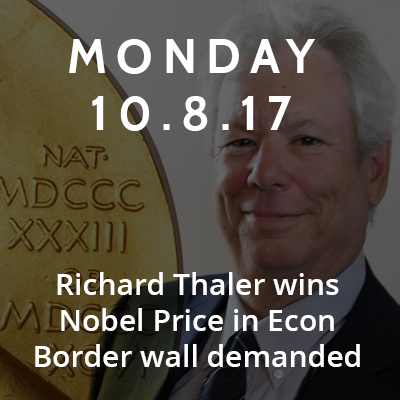 MONDAY
10.8.17
NAT·
MDCCC
XXXIII
Richard Thaler wins
Nobel Price in Econ
Border wall demanded